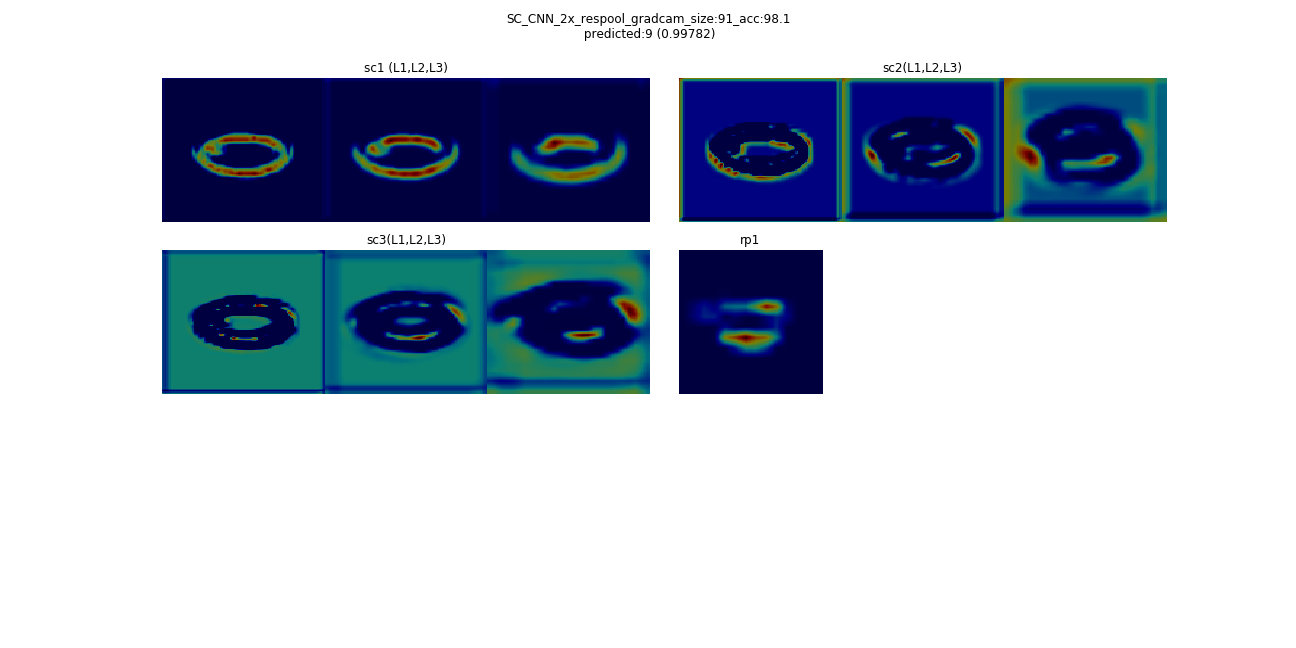 SC_CNN_2x_respool_gradcam_size:91_acc:98.1
predicted:9 (0.99782)
sc1 (L1,L2,L3)
sc2(L1,L2,L3)
sc3(L1,L2,L3)
rp1